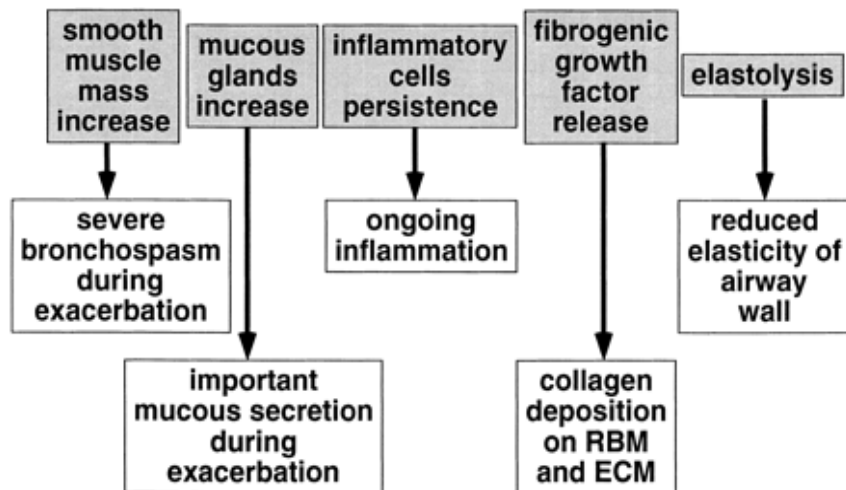 smooth
muscle
mass
increase
mucous
glands
increase
inflammatory
cells
persistence
fibrogenic
growth
factor
release
elastolysis
severe
bronchospasm
during
exacerbation
ongoing
inflammation
reduced
elasticity of
airway
wall
important
mucous secretion
during
exacerbation
collagen
deposition
on RBM
and ECM